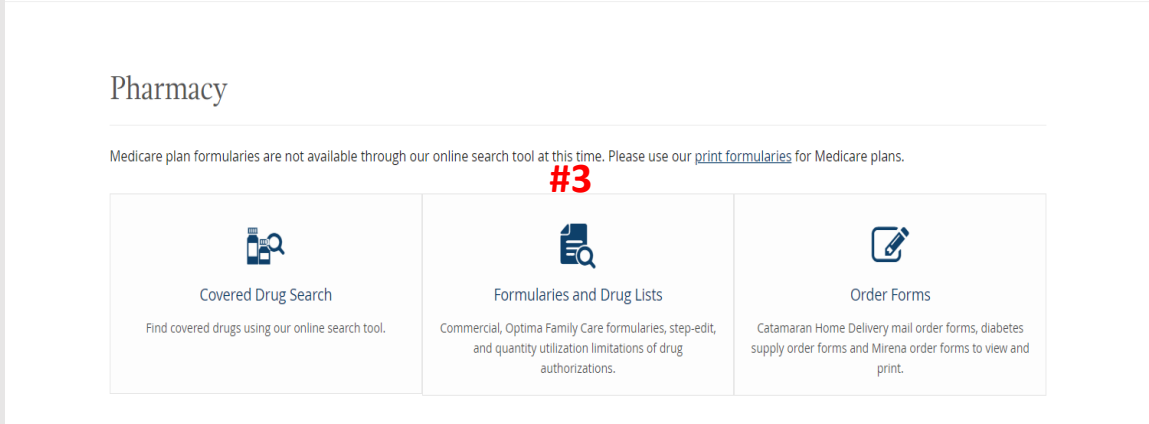 Pharmacy
Medicare plan formularies are not available through our online search tool at this time. Please use our print formularies for Medicare plans.
#3
Covered Drug Search
Find covered drugs using our online search tool.
Formularies and Drug Lists
Commercial, Optima Family Care formularies, step-edit,
and quantity utilization limitations of drug
authorizations.
Order Forms
Catamaran Home Delivery mail order forms, diabetes
supply order forms and Mirena order forms to view and
print.